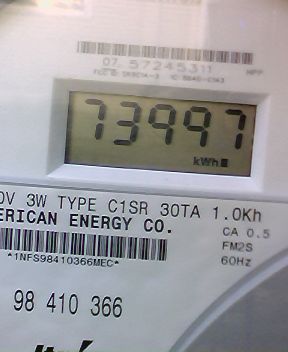 07 57245311
HPP
73997
kWh
0V 3W TYPE C1SR 30TA 1.0Kh
ERICAN ENERGY CO.
CA 0.5
*1NFS98410366MEC*
FM2S
60Hz
98 410 366